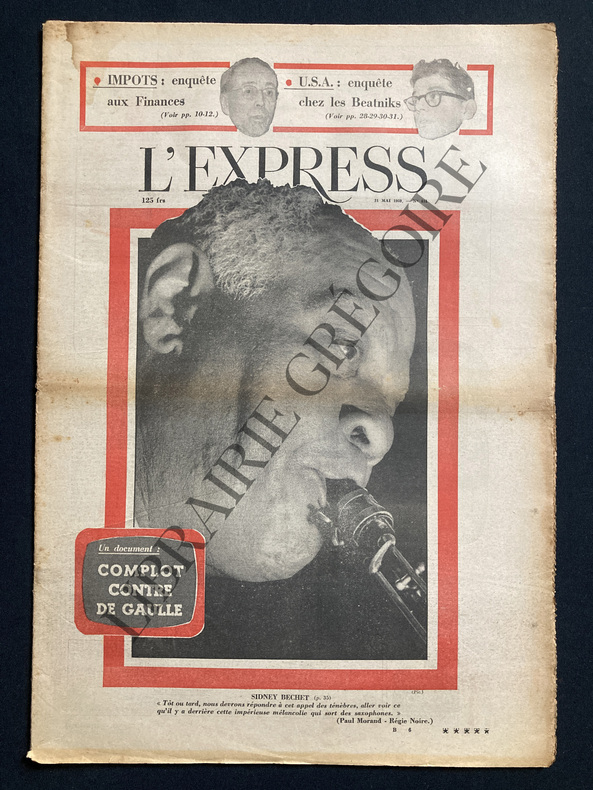 IMPOTS : enquête
aux Finances
(Voir pp. 10-12.)
U.S.A. : enquête
chez les Beatniks
(Voir pp. 28-29-30-31.)
L'EXPRESS
125 frs
MAI
LIBRAIRIE GRÉGOIRE
Un document :
COMPLOT
CONTRE
DE GAULLE
SIDNEY BECHET (p. 35)
« Tôt ou tard, nous devrons répondre à cet appel des ténèbres, aller voir ce
qu'il y a derrière cette impérieuse mélancolie qui sort des saxophones. »
(Paul Morand - Régie Noire.)
R 6 ★★★★★